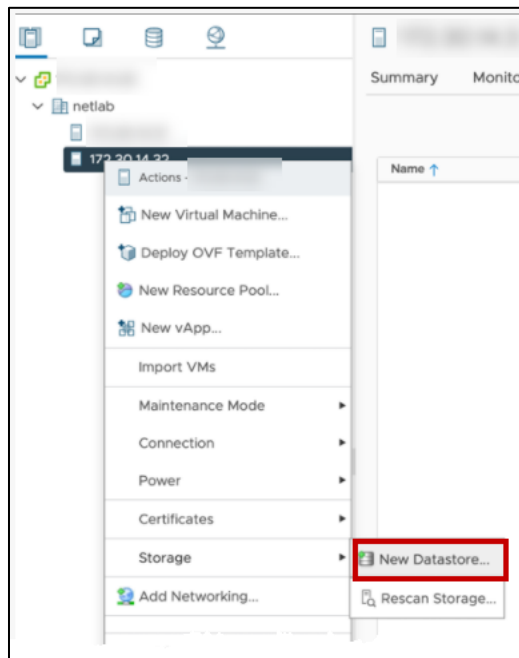 Summary Monito
netlab
172.30.14.32
Name ↑
Actions -
New Virtual Machine...
Deploy OVF Template...
New Resource Pool...
New vApp...
Import VMs
Maintenance Mode
Connection
Power
Certificates
Storage
New Datastore...
Add Networking...
Rescan Storage...